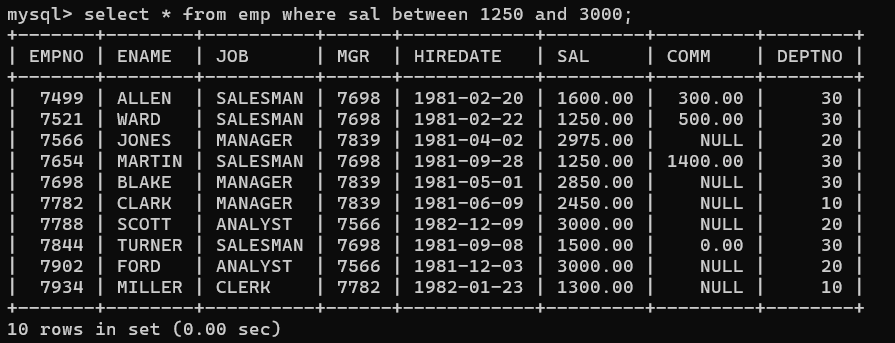 mysql> select * from emp where sal between 1250 and 3000;
+-------+--------+----------+------+------------+---------+---------+--------+
| EMPNO | ENAME  | JOB      | MGR  | HIREDATE   | SAL     | COMM    | DEPTNO |
+-------+--------+----------+------+------------+---------+---------+--------+
|  7499 | ALLEN  | SALESMAN | 7698 | 1981-02-20 | 1600.00 |  300.00 |     30 |
|  7521 | WARD   | SALESMAN | 7698 | 1981-02-22 | 1250.00 |  500.00 |     30 |
|  7566 | JONES  | MANAGER  | 7839 | 1981-04-02 | 2975.00 |    NULL |     20 |
|  7654 | MARTIN | SALESMAN | 7698 | 1981-09-28 | 1250.00 | 1400.00 |     30 |
|  7698 | BLAKE  | MANAGER  | 7839 | 1981-05-01 | 2850.00 |    NULL |     30 |
|  7782 | CLARK  | MANAGER  | 7839 | 1981-06-09 | 2450.00 |    NULL |     10 |
|  7788 | SCOTT  | ANALYST  | 7566 | 1982-12-09 | 3000.00 |    NULL |     20 |
|  7844 | TURNER | SALESMAN | 7698 | 1981-09-08 | 1500.00 |    0.00 |     30 |
|  7902 | FORD   | ANALYST  | 7566 | 1981-12-03 | 3000.00 |    NULL |     20 |
|  7934 | MILLER | CLERK    | 7782 | 1982-01-23 | 1300.00 |    NULL |     10 |
+-------+--------+----------+------+------------+---------+---------+--------+
10 rows in set (0.00 sec)